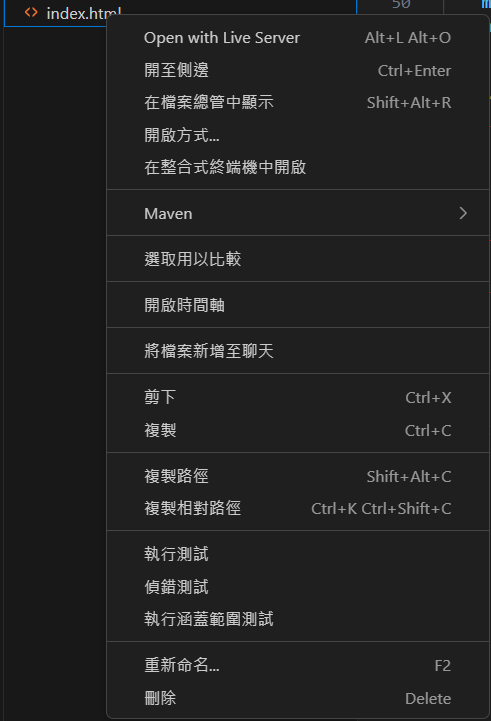 index.html
50
Open with Live Server Alt+L Alt+O
開至側邊 Ctrl+Enter
在檔案總管中顯示 Shift+Alt+R
開啟方式...
在整合式終端機中開啟
Maven
選取用以比較
開啟時間軸
將檔案新增至聊天
剪下 Ctrl+X
複製 Ctrl+C
複製路徑 Shift+Alt+C
複製相對路徑 Ctrl+K Ctrl+Shift+C
執行測試
偵錯測試
執行涵蓋範圍測試
重新命名... F2
刪除 Delete